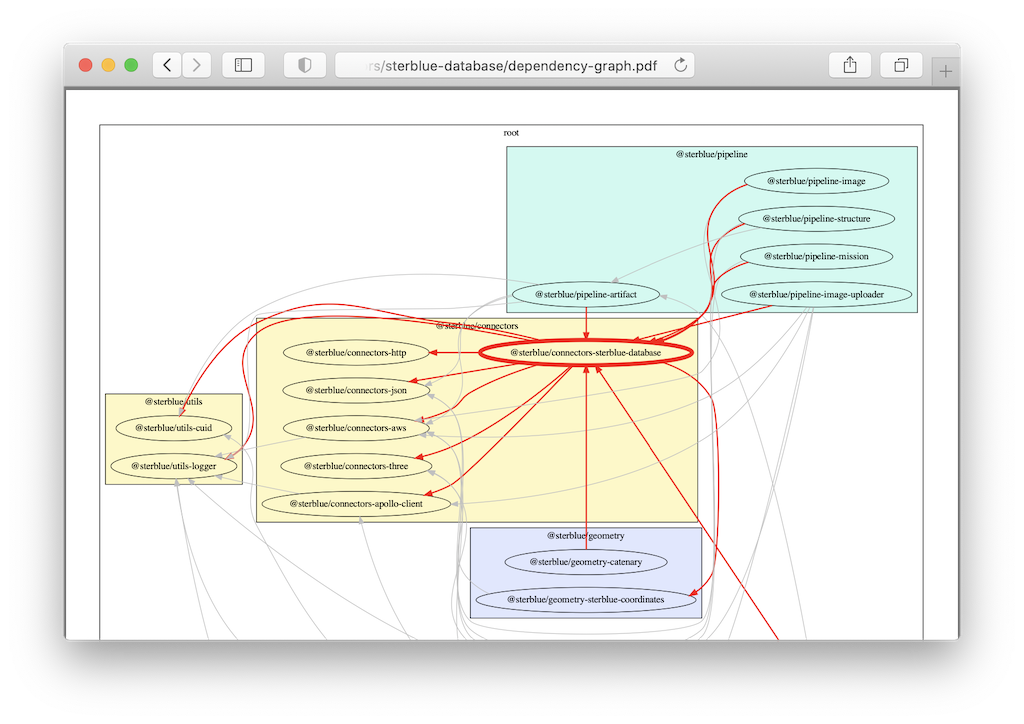 rs/sterblue-database/dependency-graph.pdf
root
@sterblue/pipeline
@sterblue/pipeline-image
@sterblue/pipeline-structure
@sterblue/pipeline-mission
@sterblue/pipeline-artifact
@sterblue/pipeline-image-uploader
@sterblue/connectors
@sterblue/connectors-http
@sterblue/connectors-sterblue-database
@sterblue/connectors-json
@sterblue/utils
@sterblue/utils-cuid
@sterblue/connectors-aws
@sterblue/utils-logger
@sterblue/connectors-three
@sterblue/connectors-apollo-client
@sterblue/geometry
@sterblue/geometry-catenary
@sterblue/geometry-sterblue-coordinates